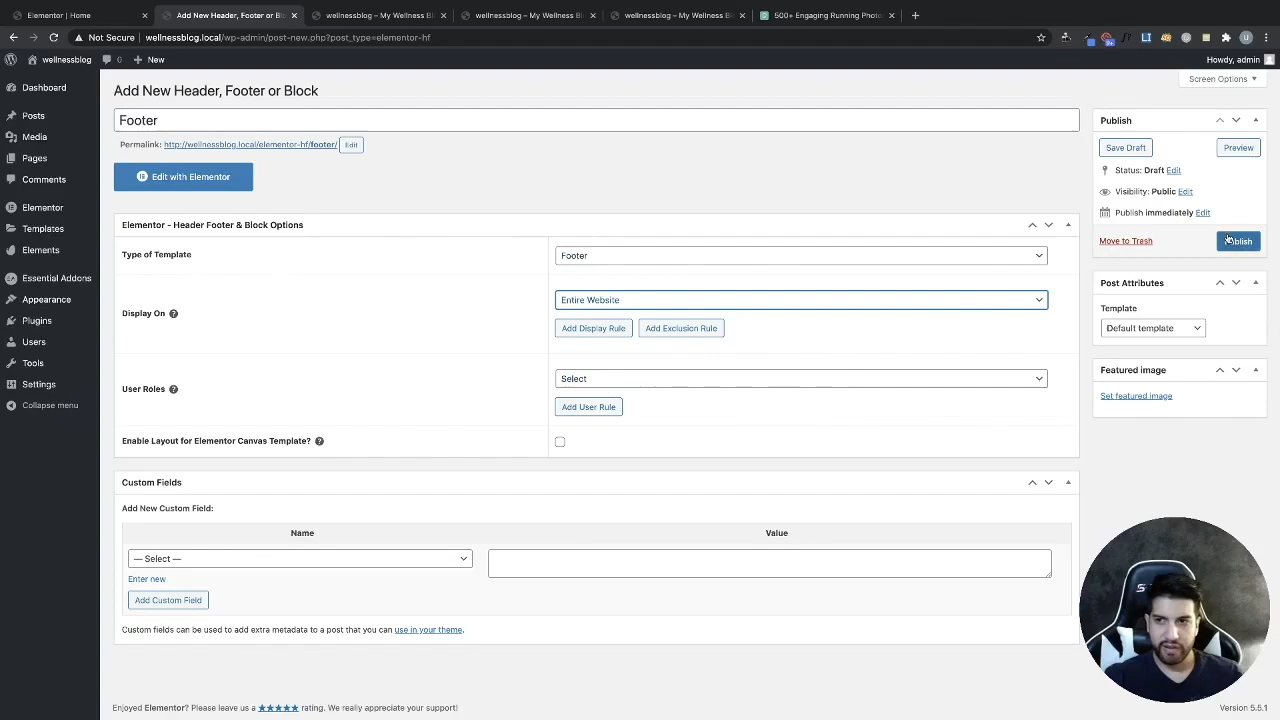 Elementor | Home
Add New Header, Footer or Blo
wellnessblog – My Wellness B
wellnessblog – My Wellness Bl
wellnessblog – My Wellness B
500+ Engaging Running Photo
Not Secure wellnessblog.local/wp-admin/post-new.php?post_type=elementor-hf
wellnessblog 0 New Howdy, admin
Screen Options
Dashboard
Posts
Media
Pages
Comments
Elementor
Templates
Elements
Essential Addons
Appearance
Plugins
Users
Tools
Settings
Collapse menu
Add New Header, Footer or Block
Footer
Permalink: http://wellnessblog.local/elementor-hf/footer/ Edit
Edit with Elementor
Elementor - Header Footer & Block Options
Type of Template Footer
Display On Entire Website
Add Display Rule Add Exclusion Rule
User Roles Select
Add User Rule
Enable Layout for Elementor Canvas Template?
Custom Fields
Add New Custom Field:
Name Value
— Select —
Enter new
Add Custom Field
Custom fields can be used to add extra metadata to a post that you can use in your theme.
Publish
Save Draft Preview
Status: Draft Edit
Visibility: Public Edit
Publish immediately Edit
Move to Trash Publish
Post Attributes
Template
Default template
Featured image
Set featured image
Enjoyed Elementor? Please leave us a ★★★★★ rating. We really appreciate your support!
Version 5.5.1